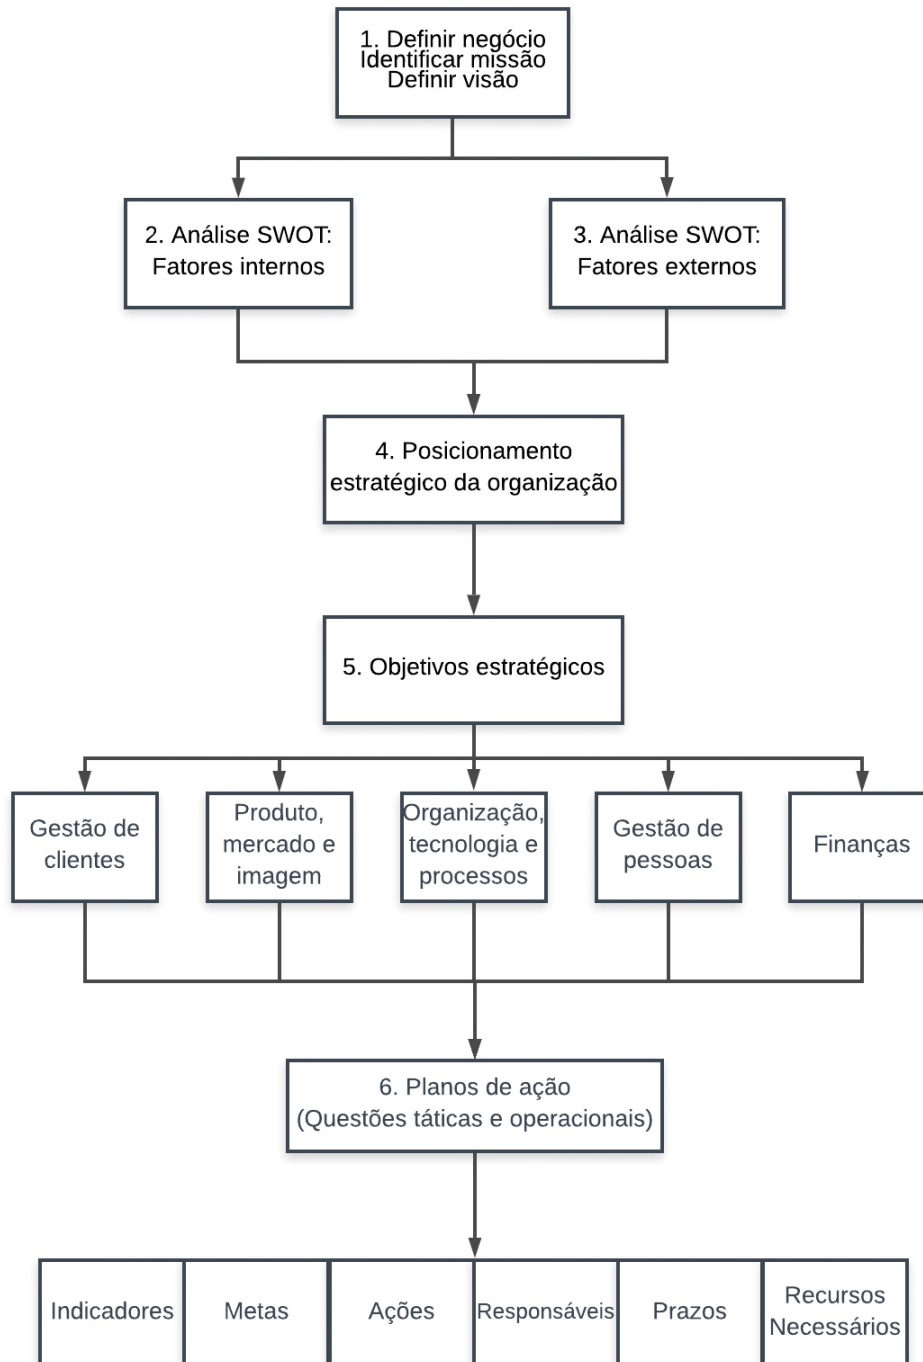 1. Definir negócio
Identificar missão
Definir visão
2. Análise SWOT:
Fatores internos
3. Análise SWOT:
Fatores externos
4. Posicionamento
estratégico da organização
5. Objetivos estratégicos
Gestão de
clientes
Produto,
mercado e
imagem
Organização,
tecnologia e
processos
Gestão de
pessoas
Finanças
6. Planos de ação
(Questões táticas e operacionais)
Indicadores
Metas
Ações
Responsáveis
Prazos
Recursos
Necessários